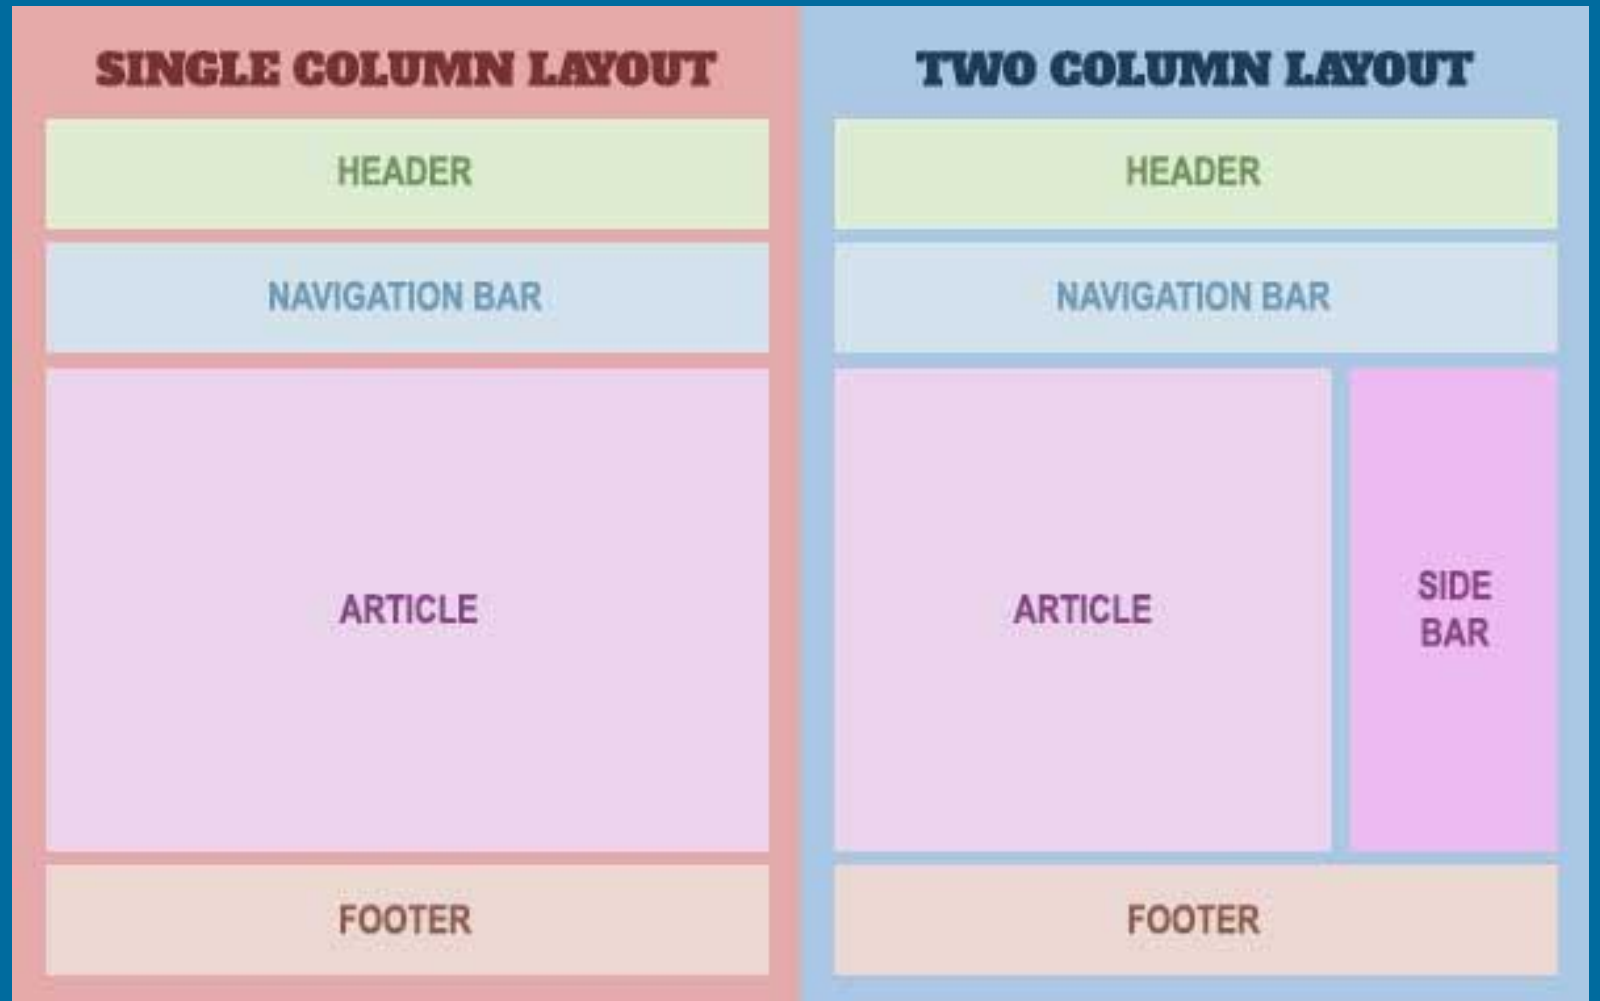 SINGLE COLUMN LAYOUT
HEADER
NAVIGATION BAR
ARTICLE
FOOTER
TWO COLUMN LAYOUT
HEADER
NAVIGATION BAR
ARTICLE
SIDE
BAR
FOOTER